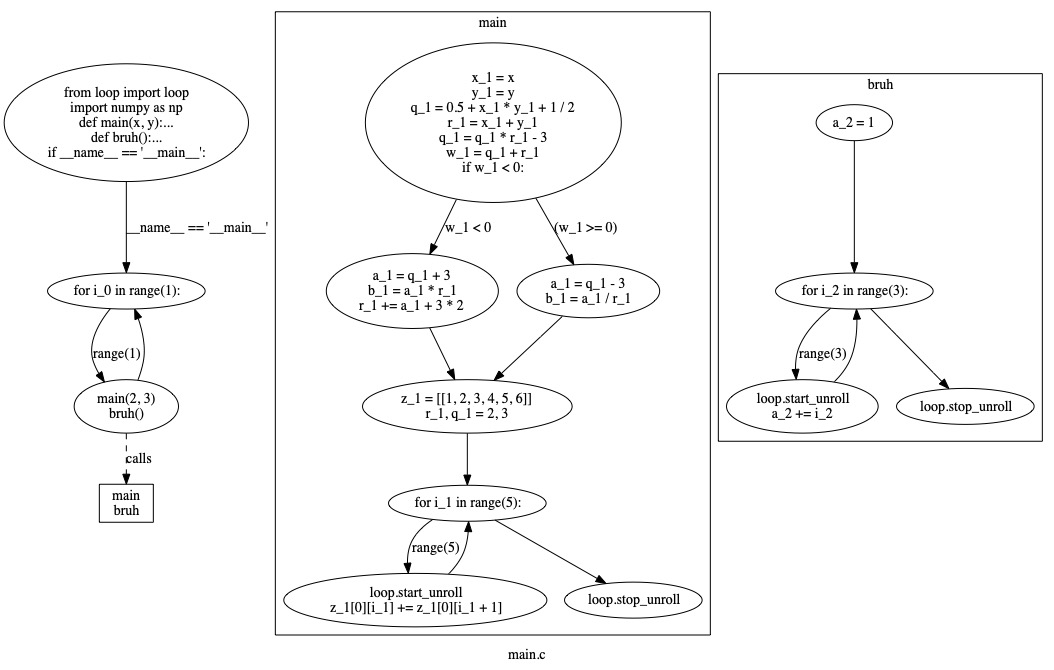 from loop import loop
import numpy as np
def main(x, y):...
def bruh():...
if __name__ == '__main__':
__name__ == '__main__'
for i_0 in range(1):
range(1)
main(2, 3)
bruh()
calls
main
bruh
main
x_1 = x
y_1 = y
q_1 = 0.5 + x_1 * y_1 + 1 / 2
r_1 = x_1 + y_1
q_1 = q_1 * r_1 - 3
w_1 = q_1 + r_1
if w_1 < 0:
w_1 < 0
(w_1 >= 0)
a_1 = q_1 + 3
b_1 = a_1 * r_1
r_1 += a_1 + 3 * 2
a_1 = q_1 - 3
b_1 = a_1 / r_1
z_1 = [[1, 2, 3, 4, 5, 6]]
r_1, q_1 = 2, 3
for i_1 in range(5):
range(5)
loop.start_unroll
z_1[0][i_1] += z_1[0][i_1 + 1]
loop.stop_unroll
bruh
a_2 = 1
for i_2 in range(3):
range(3)
loop.start_unroll
a_2 += i_2
loop.stop_unroll
main.c